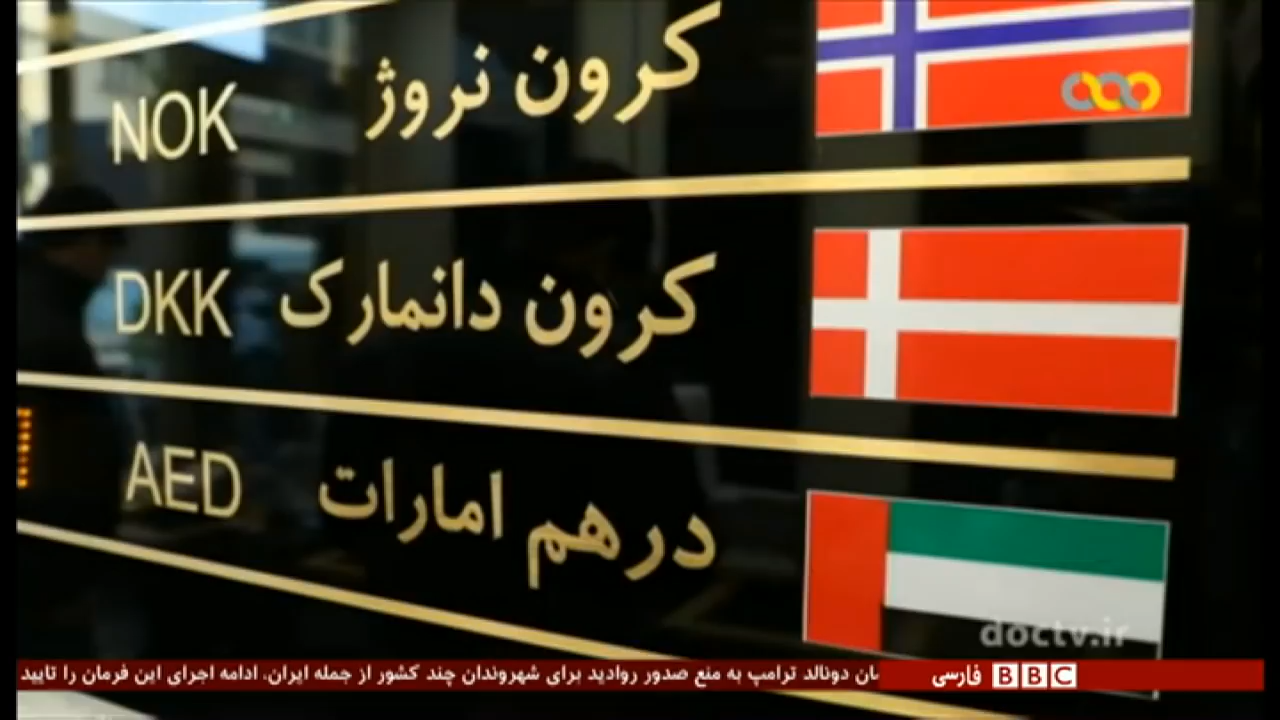 کرون نروژ NOK
کرون دانمارک DKK
درهم امارات AED
doctv.ir
BBC فارسی
دونالد ترامپ به منع صدور روادید برای شهروندان چند کشور از جمله ایران. ادامه اجرای این فرمان را تایید